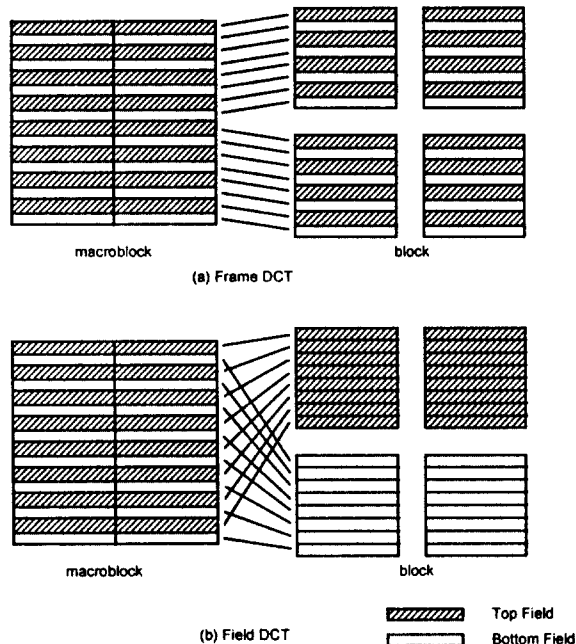 macroblock
block
(a) Frame DCT
macroblock
block
(b) Field DCT
Top Field
Bottom Field